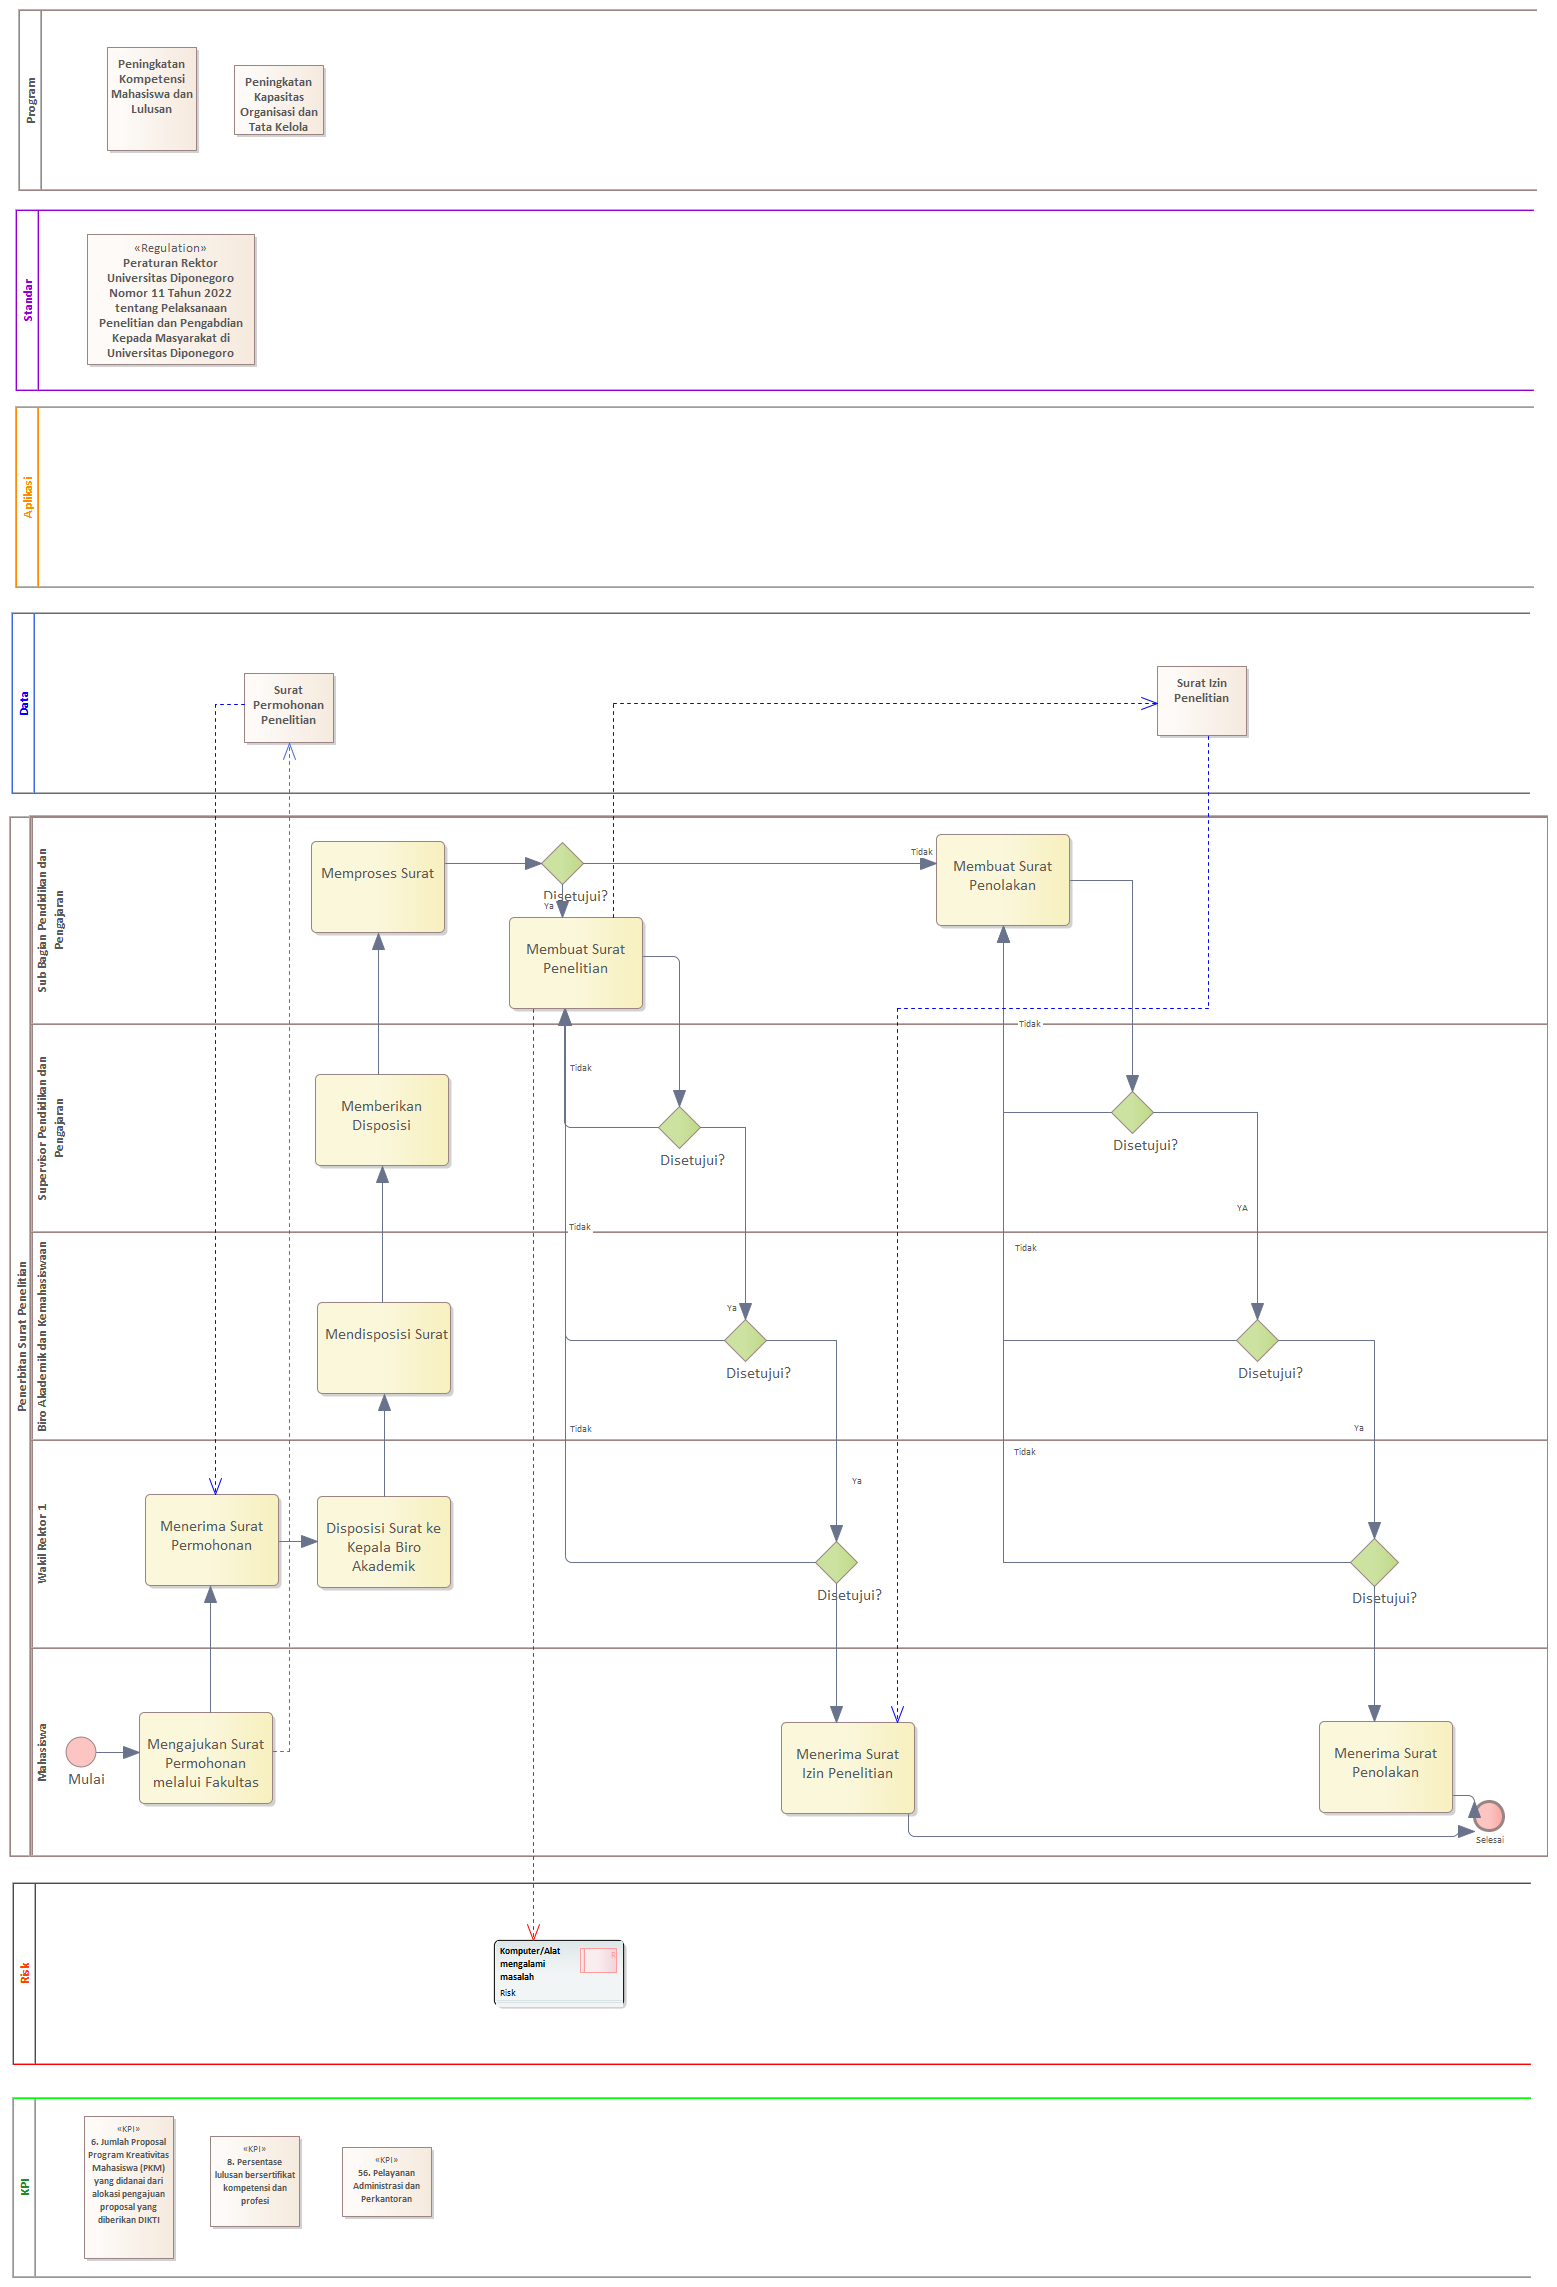 Program
Peningkatan
Kompetensi
Mahasiswa dan
Lulusan
Peningkatan
Kapasitas
Organisasi dan
Tata Kelola
Standar
«Regulation»
Peraturan Rektor
Universitas Diponegoro
Nomor 11 Tahun 2022
tentang Pelaksanaan
Penelitian dan Pengabdian
Kepada Masyarakat di
Universitas Diponegoro
Aplikasi
Data
Surat
Permohonan
Penelitian
Surat Izin
Penelitian
Penerbitan Surat Penelitian
Sub Bagian Pendidikan dan
Pengajaran
Memproses Surat
Disetujui?
Ya
Tidak
Membuat Surat
Penolakan
Membuat Surat
Penelitian
Tidak
Supervisor Pendidikan dan
Pengajaran
Memberikan
Disposisi
Tidak
Disetujui?
Disetujui?
YA
Tidak
Biro Akademik dan Kemahasiswaan
Mendisposisi Surat
Tidak
Ya
Disetujui?
Disetujui?
Tidak
Ya
Wakil Rektor 1
Menerima Surat
Permohonan
Disposisi Surat ke
Kepala Biro
Akademik
Tidak
Ya
Disetujui?
Disetujui?
Mahasiswa
Mulai
Mengajukan Surat
Permohonan
melalui Fakultas
Menerima Surat
Izin Penelitian
Menerima Surat
Penolakan
Selesai
Risk
Komputer/Alat
mengalami
masalah
Risk
KPI
«KPI»
6. Jumlah Proposal
Program Kreativitas
Mahasiswa (PKM)
yang didanai dari
alokasi pengajuan
proposal yang
diberikan DIKTI
«KPI»
8. Persentase
lulusan bersertifikat
kompetensi dan
profesi
«KPI»
56. Pelayanan
Administrasi dan
Perkantoran